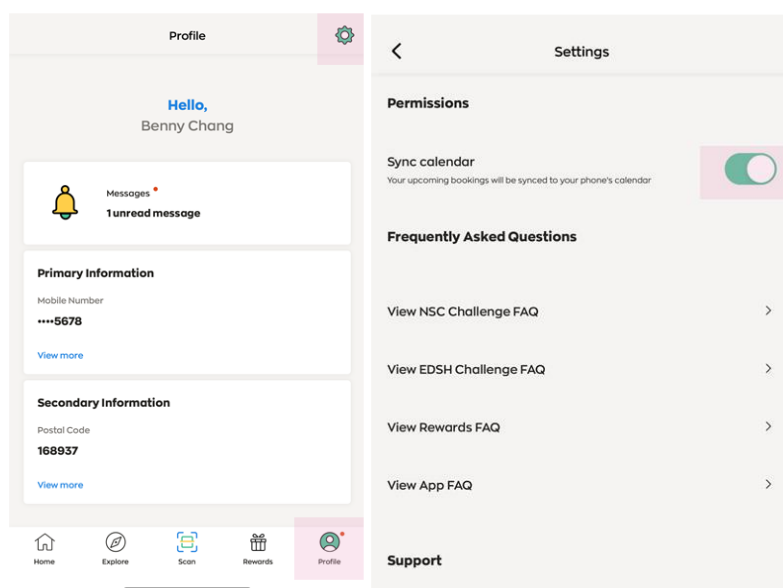 Profile
Hello,
Benny Chang
Messages
1 unread message
Primary Information
Mobile Number
••••5678
View more
Secondary Information
Postal Code
168937
View more
Home
Explore
Scan
Rewards
Profile
Settings
Permissions
Sync calendar
Your upcoming bookings will be synced to your phone's calendar
Frequently Asked Questions
View NSC Challenge FAQ
View EDSH Challenge FAQ
View Rewards FAQ
View App FAQ
Support